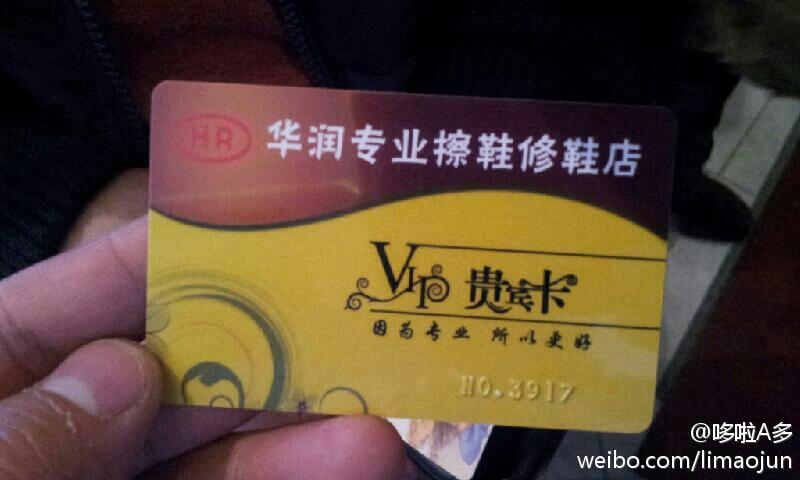 HR 华润专业擦鞋修鞋店
VIP 贵宾卡
因为专业 所以更好
NO.3917
@哆啦A多
weibo.com/limaojun